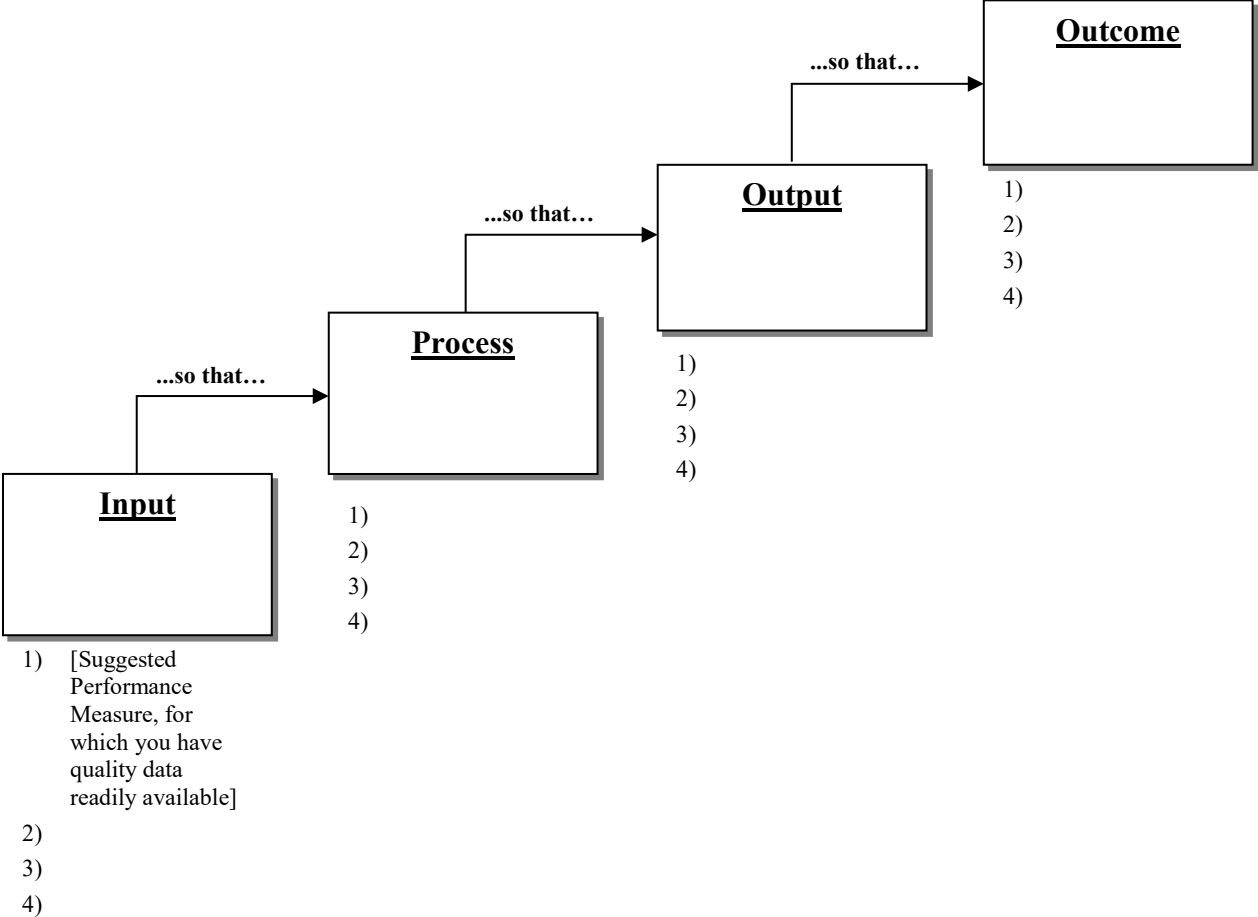 Outcome
...so that…
1)
2)
3)
4)
Output
...so that…
1)
2)
3)
4)
Process
...so that…
1)
2)
3)
4)
Input
1) [Suggested
Performance
Measure, for
which you have
quality data
readily available]
2)
3)
4)